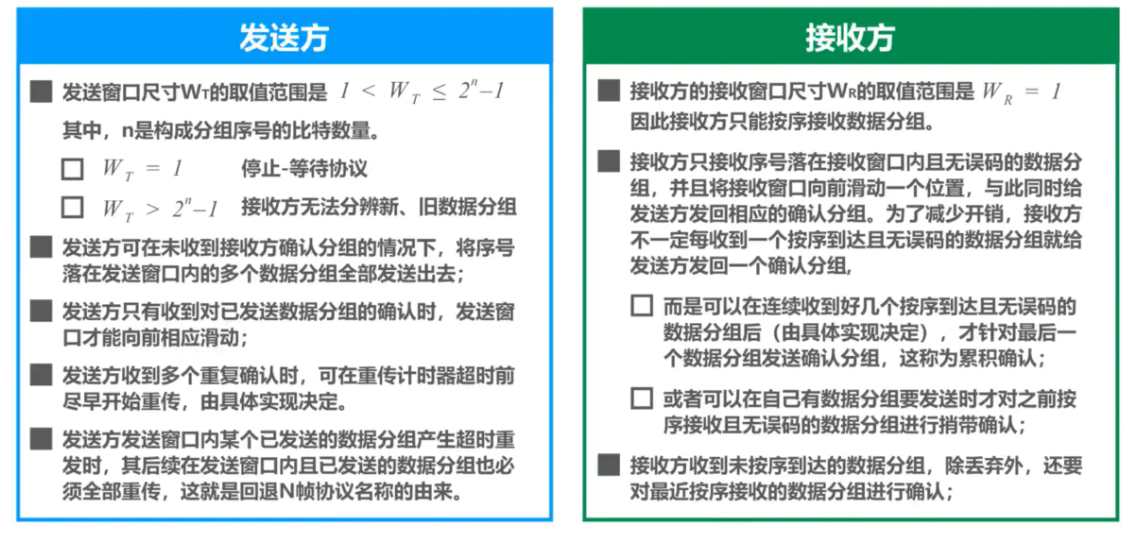 发送方
发送窗口尺寸WT的取值范围是 1 < WT ≤ 2ⁿ–1
其中，n是构成分组序号的比特数量。
WT = 1 停止-等待协议
WT > 2ⁿ–1 接收方无法分辨新、旧数据分组
发送方可在未收到接收方确认分组的情况下，将序号
落在发送窗口内的多个数据分组全部发送出去；
发送方只有收到对已发送数据分组的确认时，发送窗
口才能向前相应滑动；
发送方收到多个重复确认时，可在重传计时器超时前
尽早开始重传，由具体实现决定。
发送方发送窗口内某个已发送的数据分组产生超时重
发时，其后续在发送窗口内且已发送的数据分组也必
须全部重传，这就是回退N帧协议名称的由来。
接收方
接收方的接收窗口尺寸WR的取值范围是 WR = 1
因此接收方只能按序接收数据分组。
接收方只接收序号落在接收窗口内且无误码的数据分
组，并且将接收窗口向前滑动一个位置，与此同时给
发送方发回相应的确认分组。为了减少开销，接收方
不一定每收到一个按序到达且无误码的数据分组就给
发送方发回一个确认分组,
而是可以在连续收到好几个按序到达且无误码的
数据分组后（由具体实现决定），才针对最后一
个数据分组发送确认分组，这称为累积确认；
或者可以在自己有数据分组要发送时才对之前按
序接收且无误码的数据分组进行捎带确认；
接收方收到未按序到达的数据分组，除丢弃外，还要
对最近按序接收的数据分组进行确认；